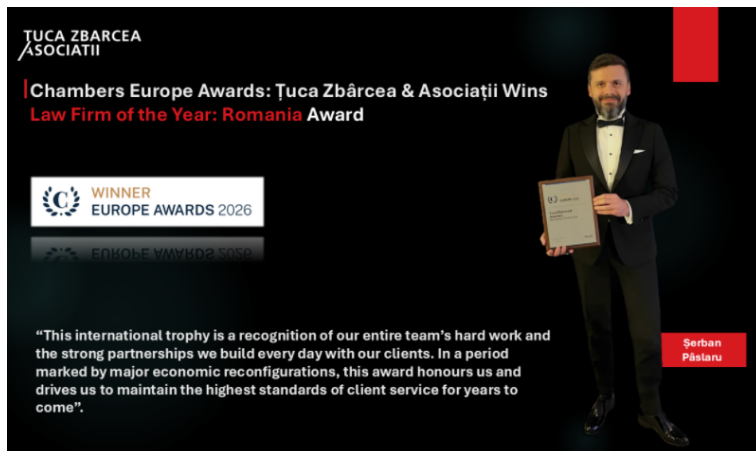 ȚUCA ZBARCEA
ASOCIATII
Chambers Europe Awards: Țuca Zbârcea & Asociații Wins
Law Firm of the Year: Romania Award
C
WINNER
EUROPE AWARDS 2026
“This international trophy is a recognition of our entire team’s hard work and
the strong partnerships we build every day with our clients. In a period
marked by major economic reconfigurations, this award honours us and
drives us to maintain the highest standards of client service for years to
come”.
Șerban
Pâslaru